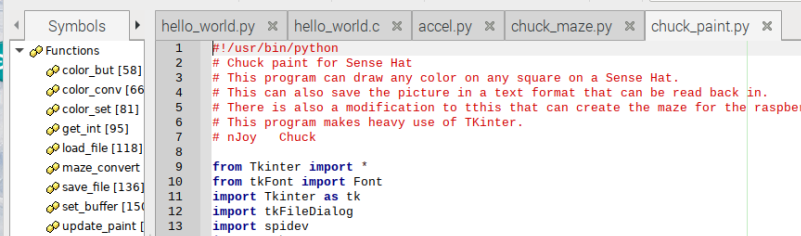 Symbols
hello_world.py
hello_world.c
accel.py
chuck_maze.py
chuck_paint.py
Functions
color_but [58]
color_conv [66
color_set [81]
get_int [95]
load_file [118]
maze_convert
save_file [136]
set_buffer [150
update_paint [
1 #!/usr/bin/python
2 # Chuck paint for Sense Hat
3 # This program can draw any color on any square on a Sense Hat.
4 # This can also save the picture in a text format that can be read back in.
5 # There is also a modification to tthis that can create the maze for the raspber
6 # This program makes heavy use of TKinter.
7 # nJoy   Chuck
8
9 from Tkinter import *
10 from tkFont import Font
11 import Tkinter as tk
12 import tkFileDialog
13 import spidev